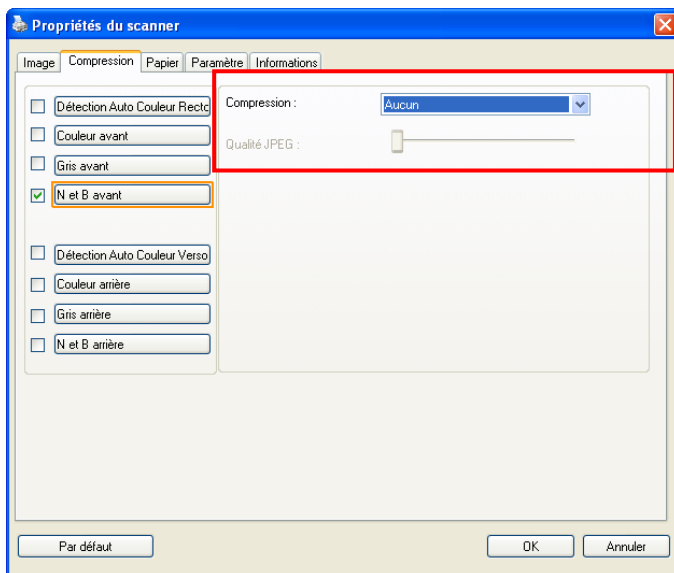 Propriétés du scanner
Image Compression Papier Paramètre Informations
Détection Auto Couleur Recto
Couleur avant
Gris avant
N et B avant
Détection Auto Couleur Verso
Couleur arrière
Gris arrière
N et B arrière
Compression :
Aucun
Qualité JPEG :
Par défaut
OK
Annuler